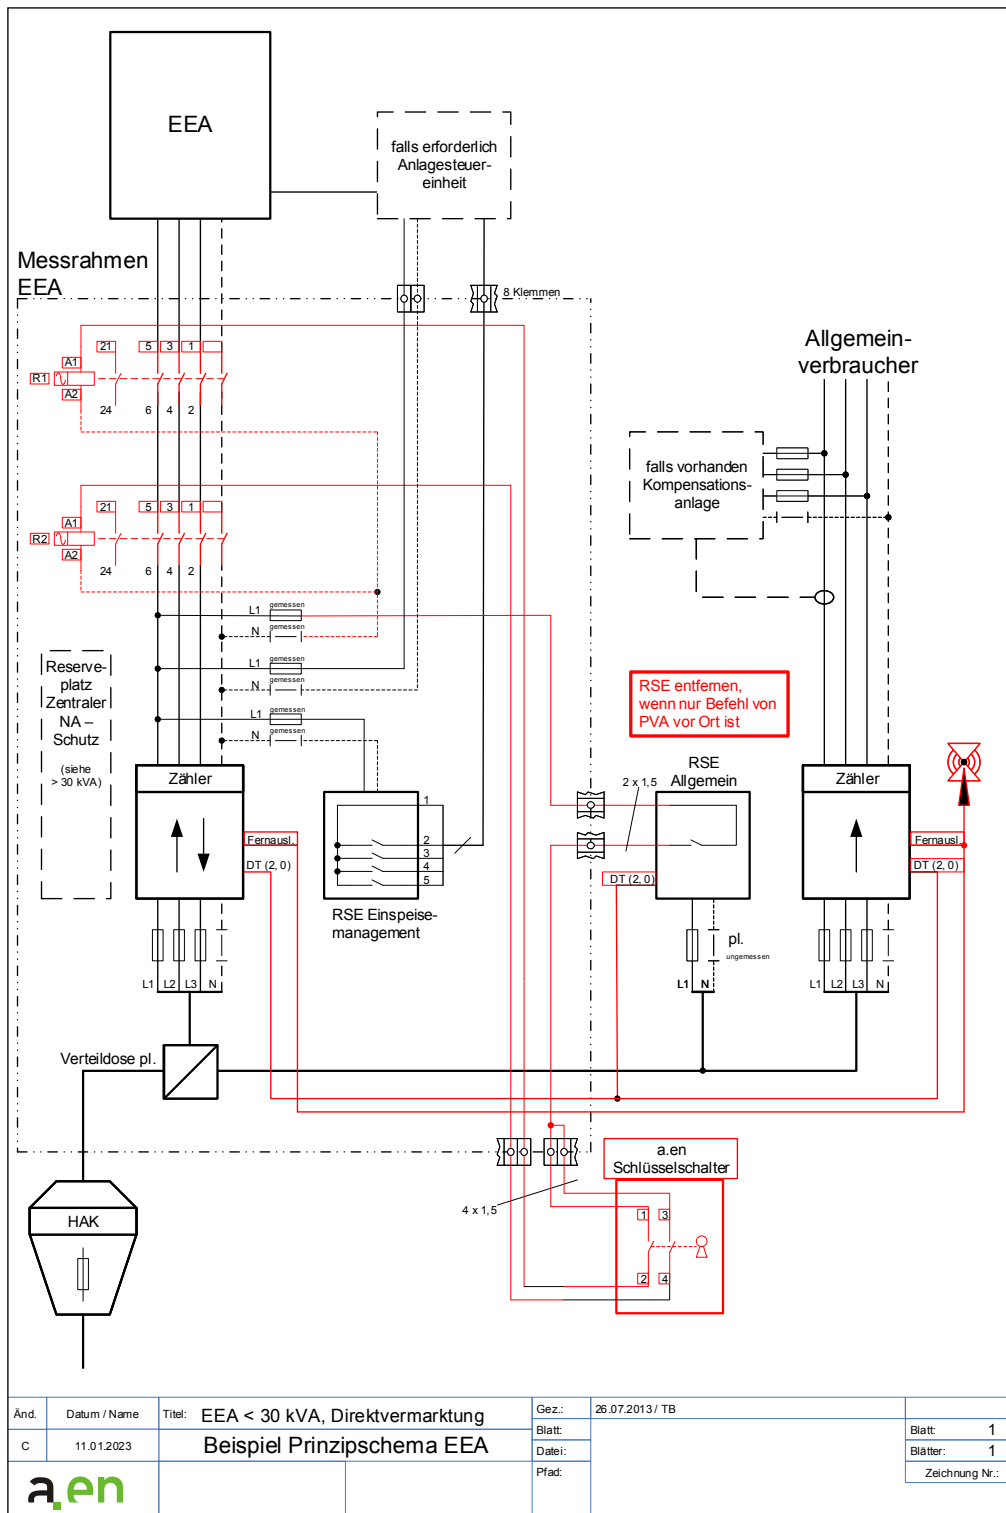 EEA
falls erforderlich
Anlagesteuer-
einheit
Messrahmen
EEA
8 Klemmen
Allgemein-
verbraucher
21
5
3
1
A1
R1
A2
24
6
4
2
falls vorhanden
Kompensations-
anlage
21
5
3
1
A1
R2
A2
24
6
4
2
L1
gemessen
N
gemessen
L1
gemessen
N
gemessen
L1
gemessen
N
gemessen
Reserve-
platz
Zentraler
NA –
Schutz
(siehe
> 30 kVA)
RSE entfernen,
wenn nur Befehl von
PVA vor Ort ist
Zähler
Fernausl.
DT (2, 0)
1
2
3
4
5
RSE Einspeise-
management
2 x 1,5
RSE
Allgemein
DT (2, 0)
Zähler
Fernausl.
DT (2, 0)
pl.
ungemessen
L1
L2
L3
N
L1
N
L1
L2
L3
N
Verteildose pl.
a.en
Schlüsselschalter
4 x 1,5
1
3
2
4
HAK
Änd.
Datum / Name
Titel:
EEA < 30 kVA, Direktvermarktung
Gez.:
26.07.2013 / TB
C
11.01.2023
Beispiel Prinzipschema EEA
Blatt:
Datei:
Pfad:
Blatt: 1
Blätter: 1
Zeichnung Nr.:
a.en